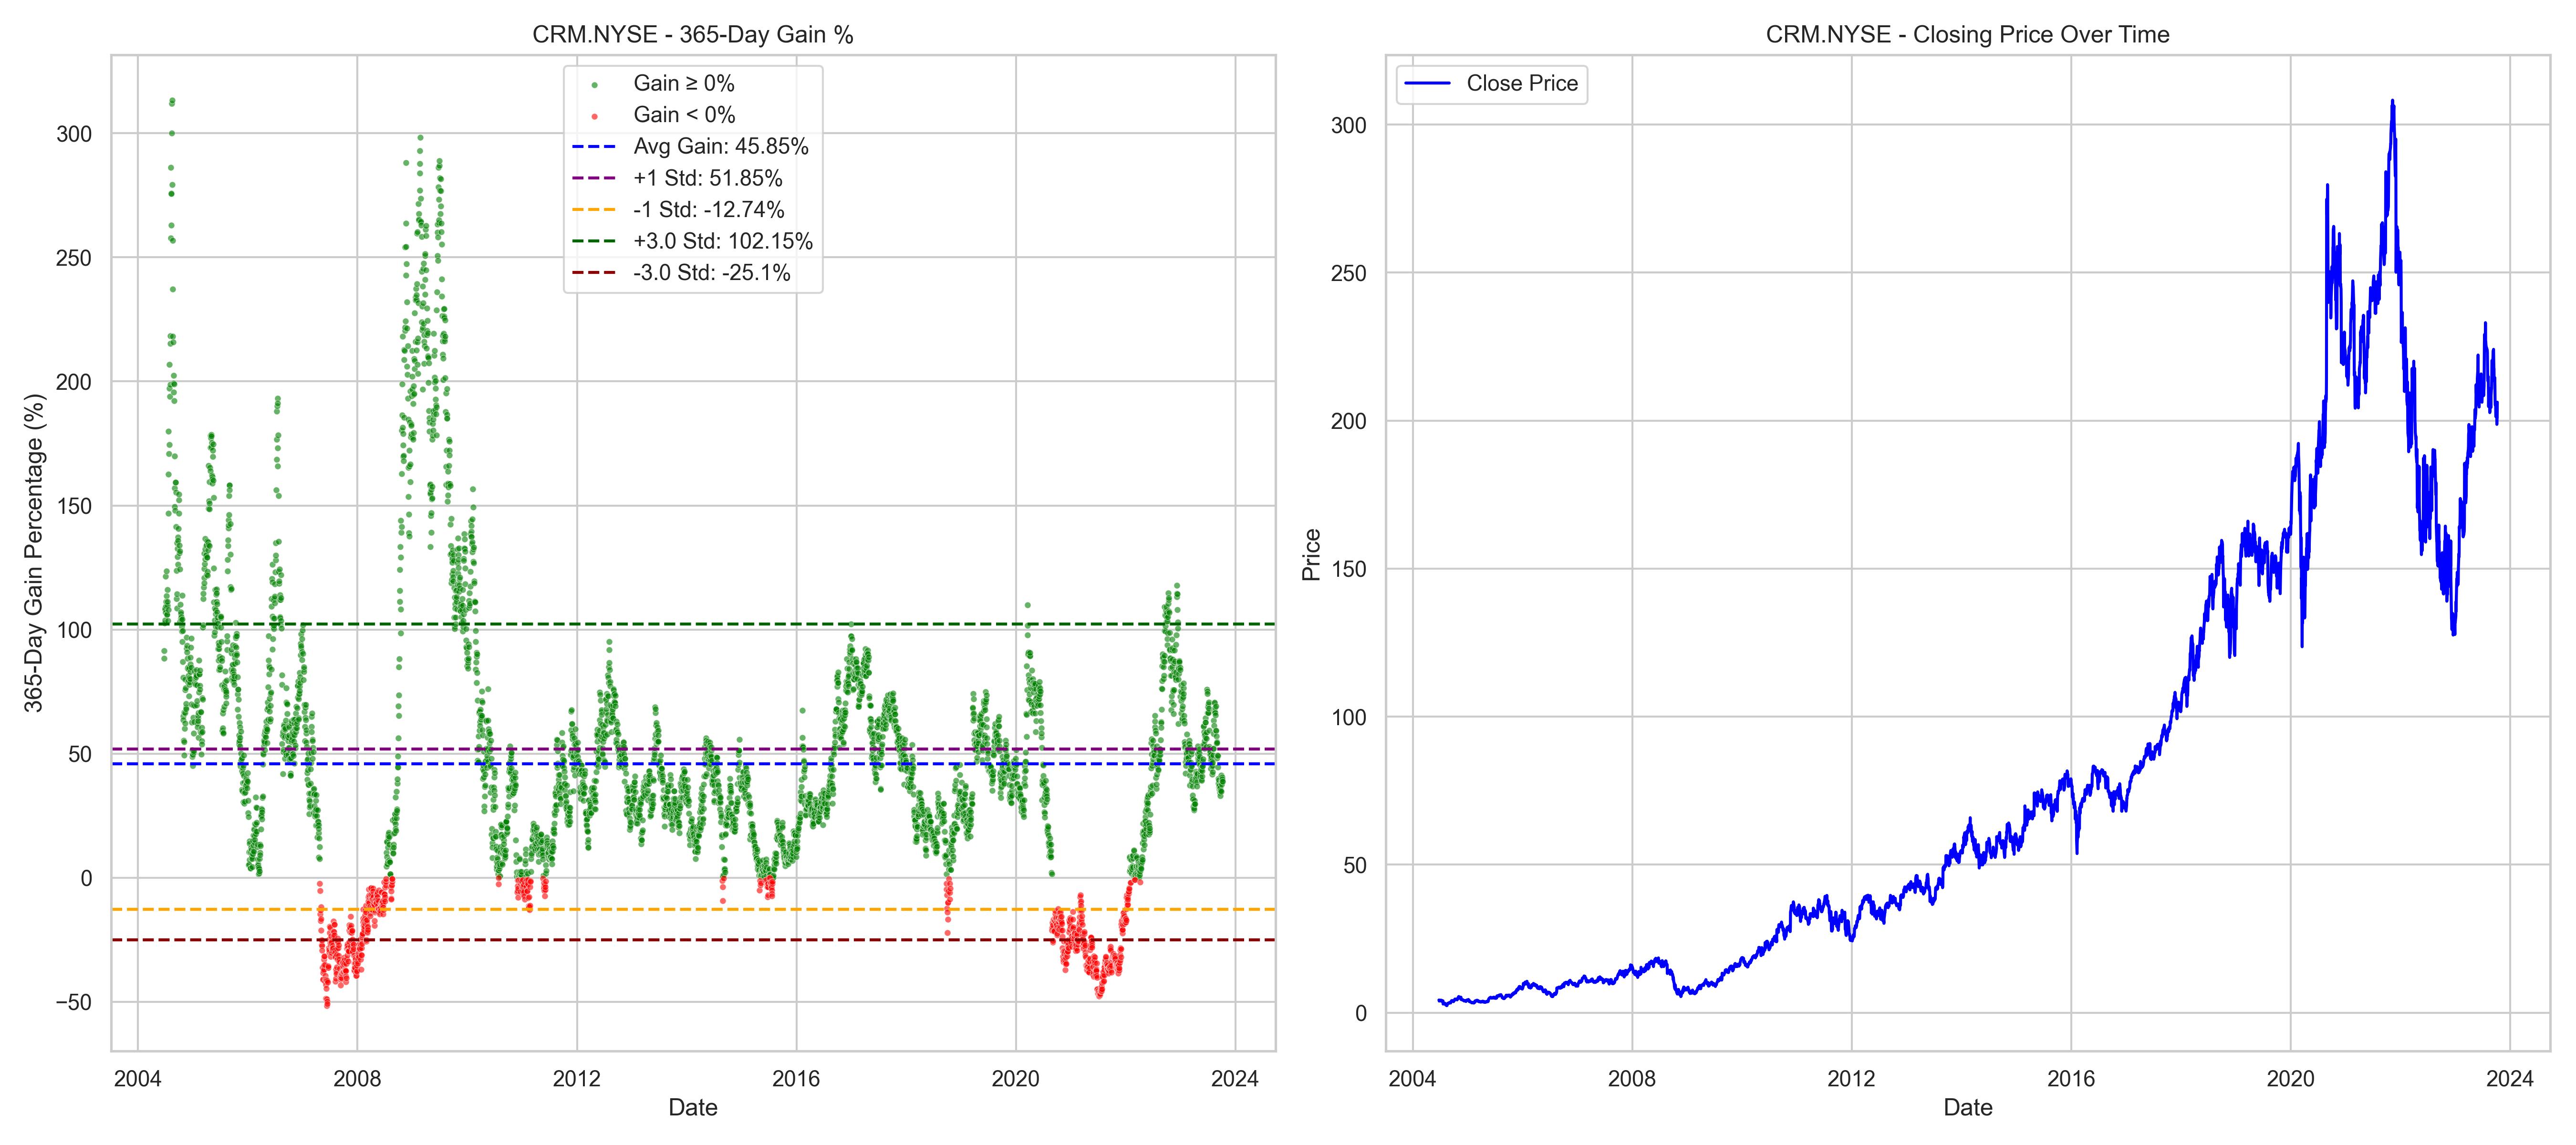 CRM.NYSE - 365-Day Gain %
Gain ≥ 0%
Gain < 0%
Avg Gain: 45.85%
+1 Std: 51.85%
-1 Std: -12.74%
+3.0 Std: 102.15%
-3.0 Std: -25.1%
365-Day Gain Percentage (%)
300
250
200
150
100
50
0
−50
2004
2008
2012
2016
2020
2024
Date
CRM.NYSE - Closing Price Over Time
Close Price
Price
300
250
200
150
100
50
0
2004
2008
2012
2016
2020
2024
Date